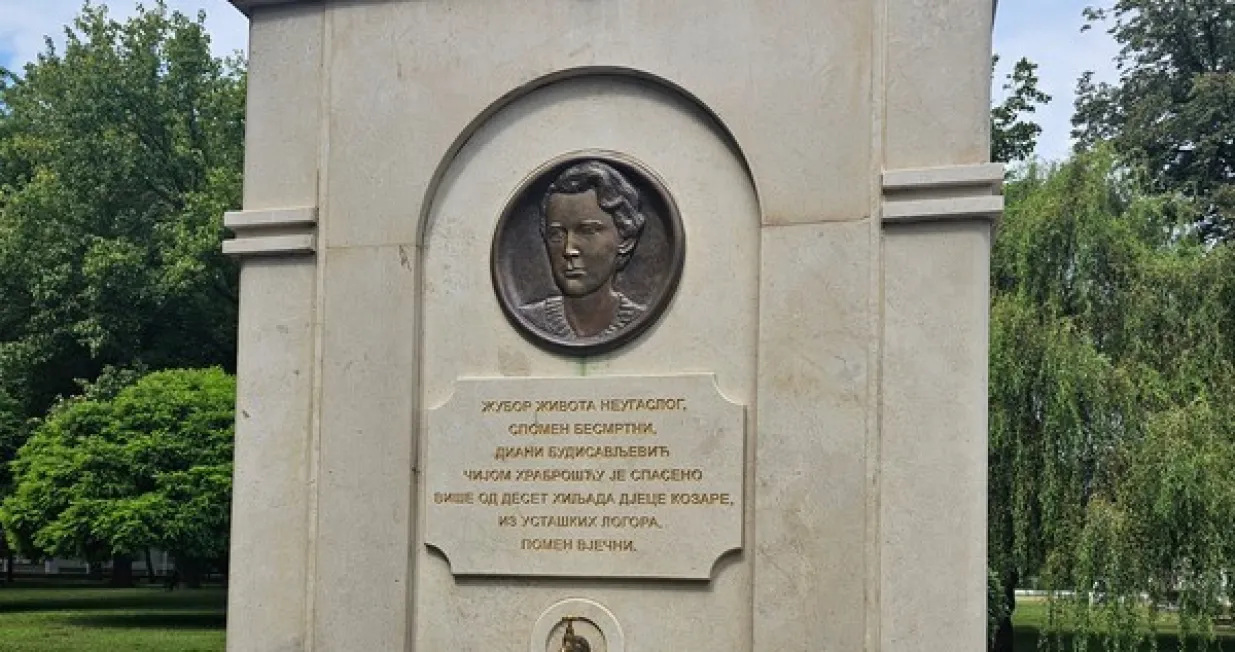 ЖУБОР ЖИВОТА НЕУГАСЛОГ,
СПОМЕН БЕСМРТНИ,
ДИАНИ БУДИСАВЉЕВИЋ
ЧИЈОМ ХРАБРОШЋУ ЈЕ СПАСЕНО
ВИШЕ ОД ДЕСЕТ ХИЉАДА ДЈЕЦЕ КОЗАРЕ,
ИЗ УСТАШКИХ ЛОГОРА,
ПОМЕН ВЈЕЧНИ.